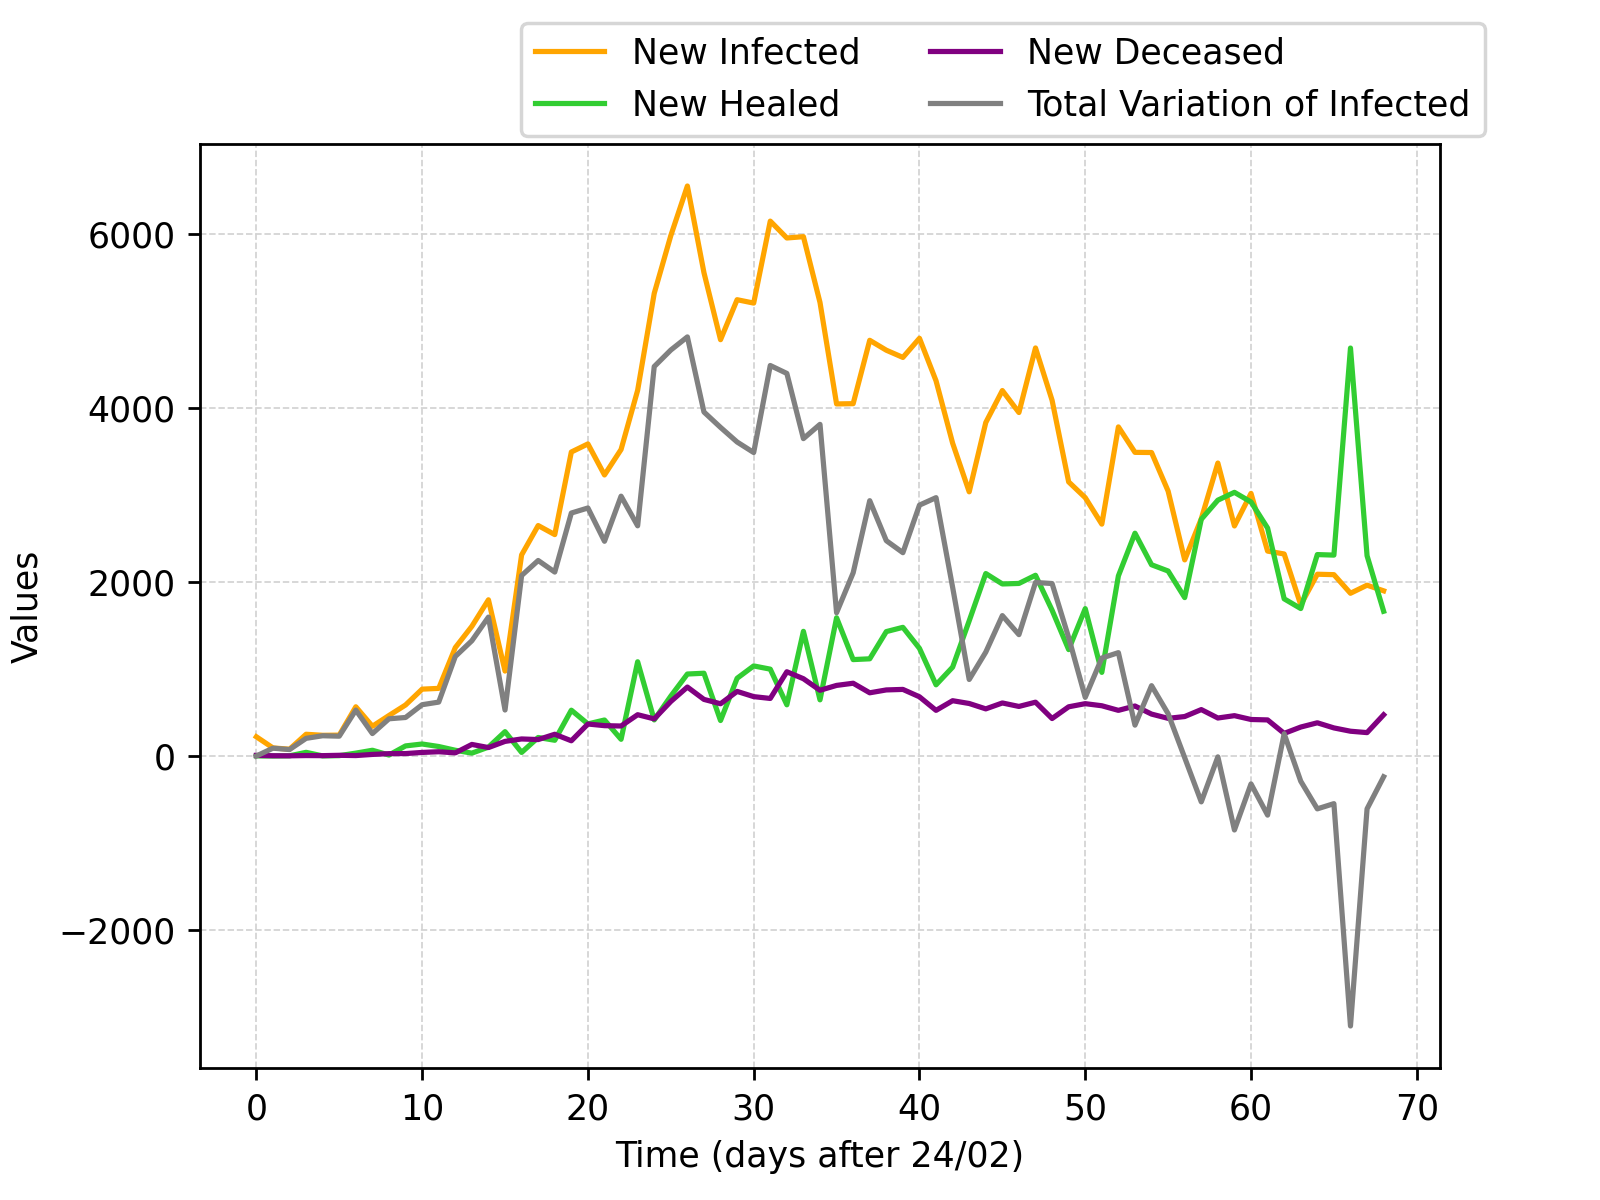 New Infected
New Healed
New Deceased
Total Variation of Infected
6000
4000
2000
0
−2000
Values
0 10 20 30 40 50 60 70
Time (days after 24/02)